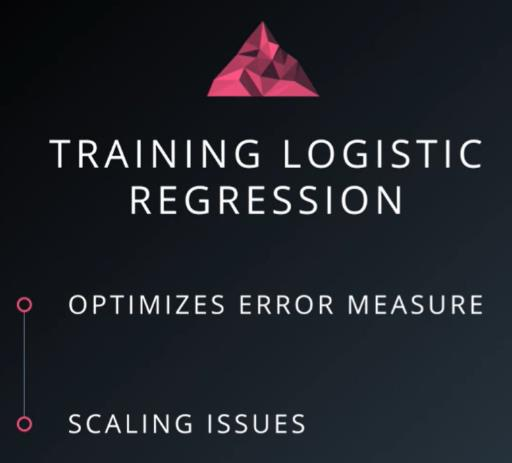 TRAINING LOGISTIC
REGRESSION
OPTIMIZES ERROR MEASURE
SCALING ISSUES